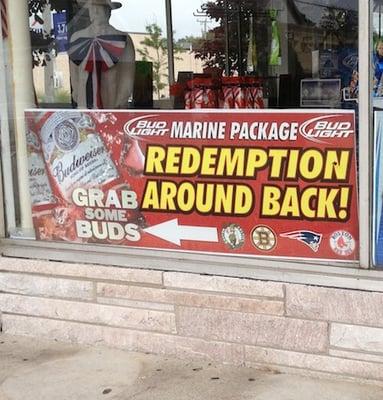 BUD LIGHT MARINE PACKAGE BUD LIGHT
REDEMPTION
AROUND BACK!
Budweiser
GRAB
SOME
BUDS